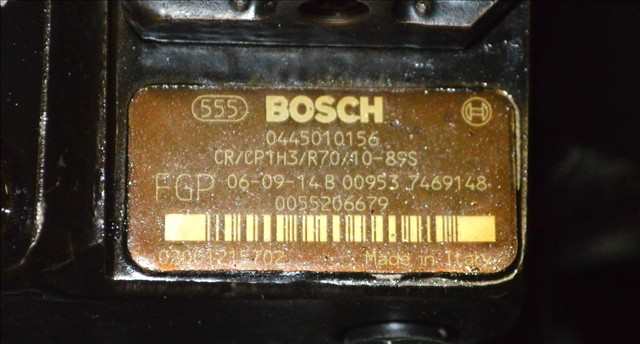 555 BOSCH
0445010156
CR/CP1H3/R70/10-89S
FGP 06-09-14 B 00953 7469148
0055206679
Made in Italy